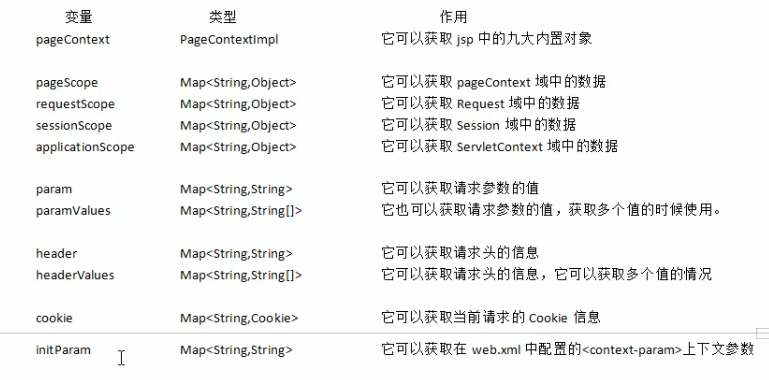 变量 类型 作用
pageContext PageContextImpl 它可以获取 jsp 中的九大内置对象
pageScope Map<String,Object> 它可以获取 pageContext 域中的数据
requestScope Map<String,Object> 它可以获取 Request 域中的数据
sessionScope Map<String,Object> 它可以获取 Session 域中的数据
applicationScope Map<String,Object> 它可以获取 ServletContext 域中的数据
param Map<String,String> 它可以获取请求参数的值
paramValues Map<String,String[]> 它也可以获取请求参数的值，获取多个值的时候使用。
header Map<String,String> 它可以获取请求头的信息
headerValues Map<String,String[]> 它可以获取请求头的信息，它可以获取多个值的情况
cookie Map<String,Cookie> 它可以获取当前请求的 Cookie 信息
initParam Map<String,String> 它可以获取在 web.xml 中配置的<context-param>上下文参数